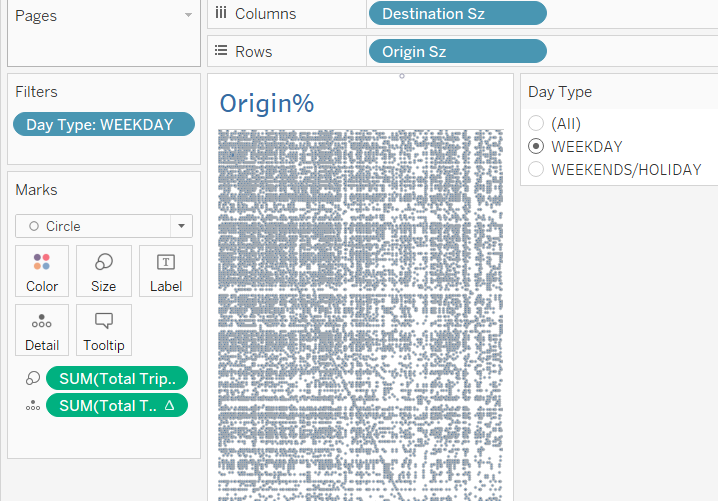 Pages
Columns
Destination Sz
Rows
Origin Sz
Filters
Day Type: WEEKDAY
Marks
Circle
Color
Size
Label
Detail
Tooltip
SUM(Total Trip..
SUM(Total T.. Δ
Origin%
Day Type
(All)
WEEKDAY
WEEKENDS/HOLIDAY